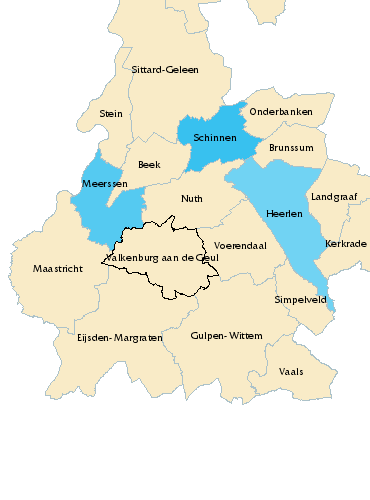 Sittard-Geleen
Stein
Onderbanken
Schinnen
Brunssum
Beek
Meerssen
Nuth
Landgraaf
Heerlen
Kerkrade
Voerendaal
Valkenburg aan de Geul
Maastricht
Simpelveld
Eijsden- Margraten
Gulpen- Wittem
Vaals